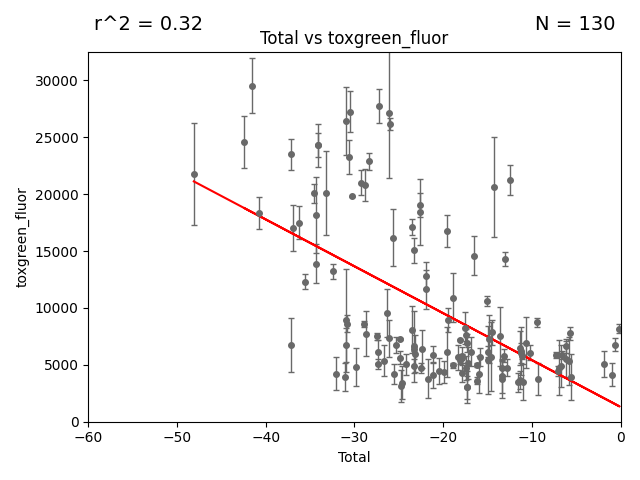 r^2 = 0.32
N = 130
Total vs toxgreen_fluor
30000
25000
20000
15000
10000
5000
0
toxgreen_fluor
−60
−50
−40
−30
−20
−10
0
Total